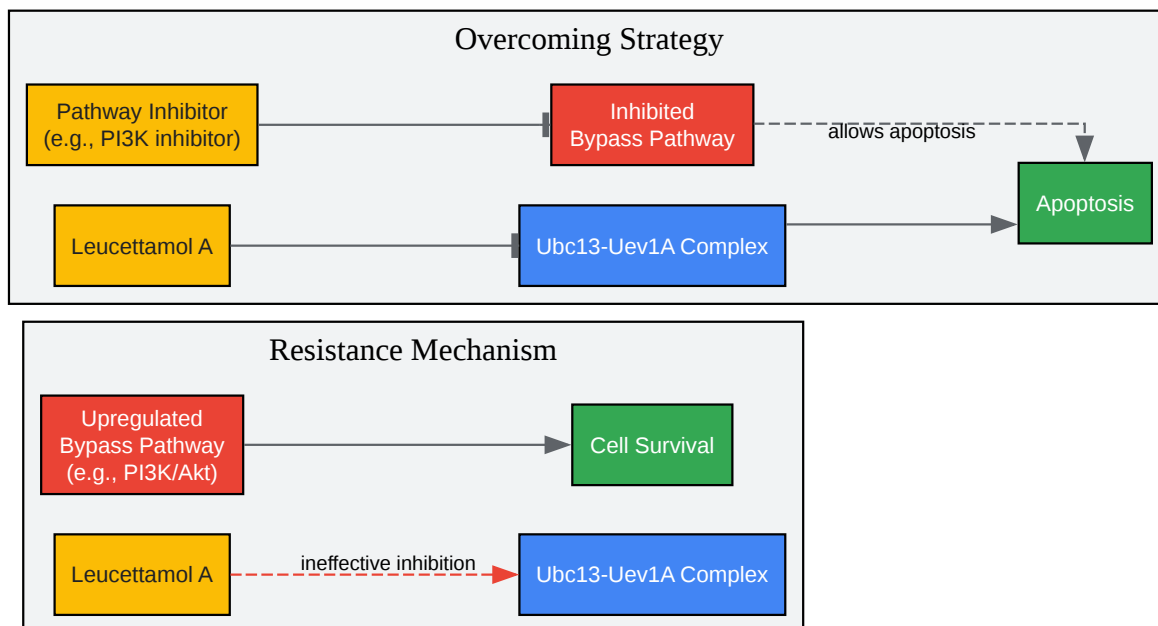 Overcoming Strategy
Pathway Inhibitor
(e.g., PI3K inhibitor)
Inhibited
Bypass Pathway
allows apoptosis
Apoptosis
Leucettamol A
Ubc13-Uev1A Complex
Resistance Mechanism
Upregulated
Bypass Pathway
(e.g., PI3K/Akt)
Cell Survival
Leucettamol A
ineffective inhibition
Ubc13-Uev1A Complex